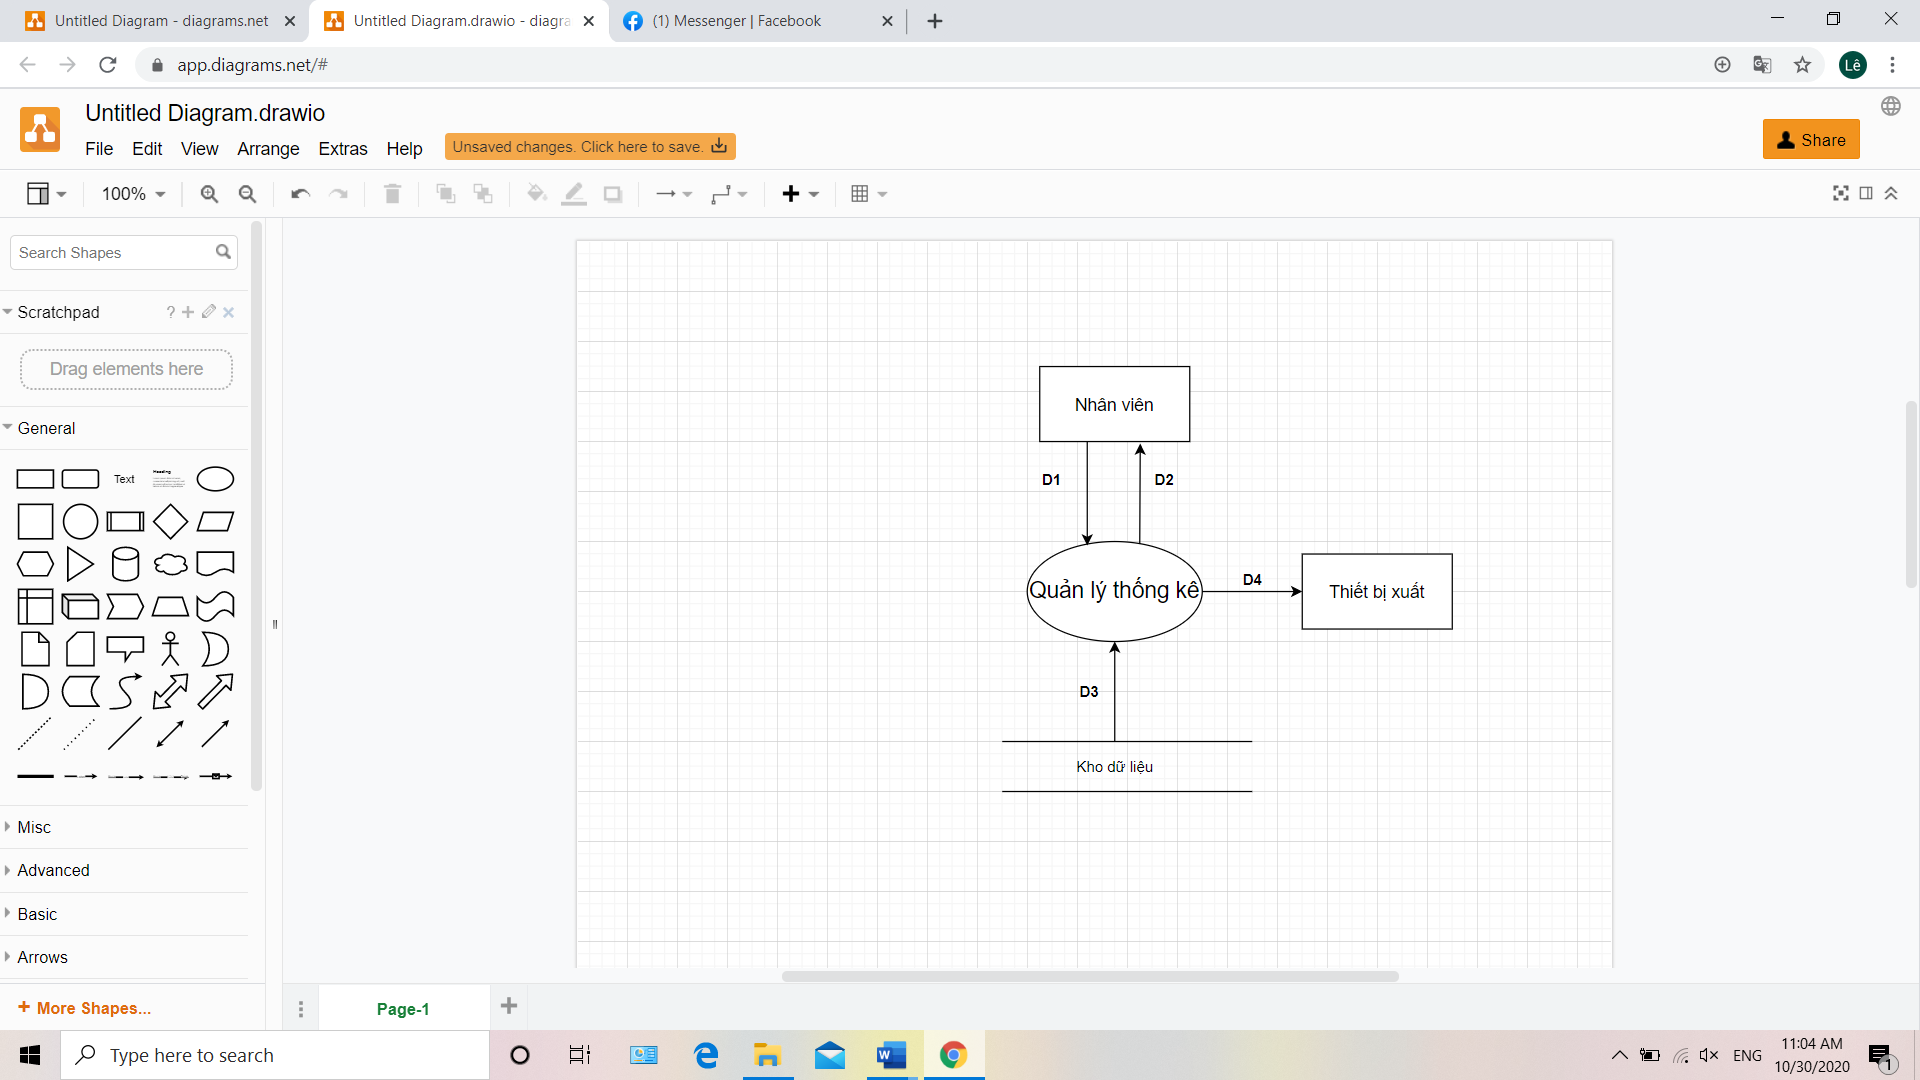 Untitled Diagram - diagrams.net
Untitled Diagram.drawio - diagra
(1) Messenger | Facebook
app.diagrams.net/#
Lê
Untitled Diagram.drawio
File Edit View Arrange Extras Help
Unsaved changes. Click here to save.
Share
100%
Search Shapes
Scratchpad
?
Drag elements here
General
Text
Heading
Misc
Advanced
Basic
Arrows
+ More Shapes...
Nhân viên
D1
D2
Quản lý thống kê
D4
Thiết bị xuất
D3
Kho dữ liệu
Page-1
Type here to search
ENG
11:04 AM
10/30/2020
1